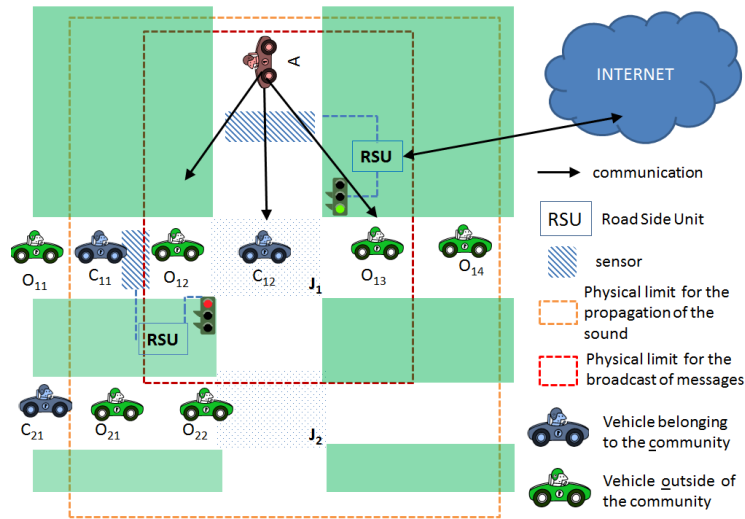 A
INTERNET
RSU
communication
RSU
Road Side Unit
sensor
O11
C11
O12
C12
J1
O13
O14
Physical limit for the
propagation of the
sound
RSU
Physical limit for the
broadcast of messages
C21
O21
O22
J2
Vehicle belonging
to the community
Vehicle outside of
the community